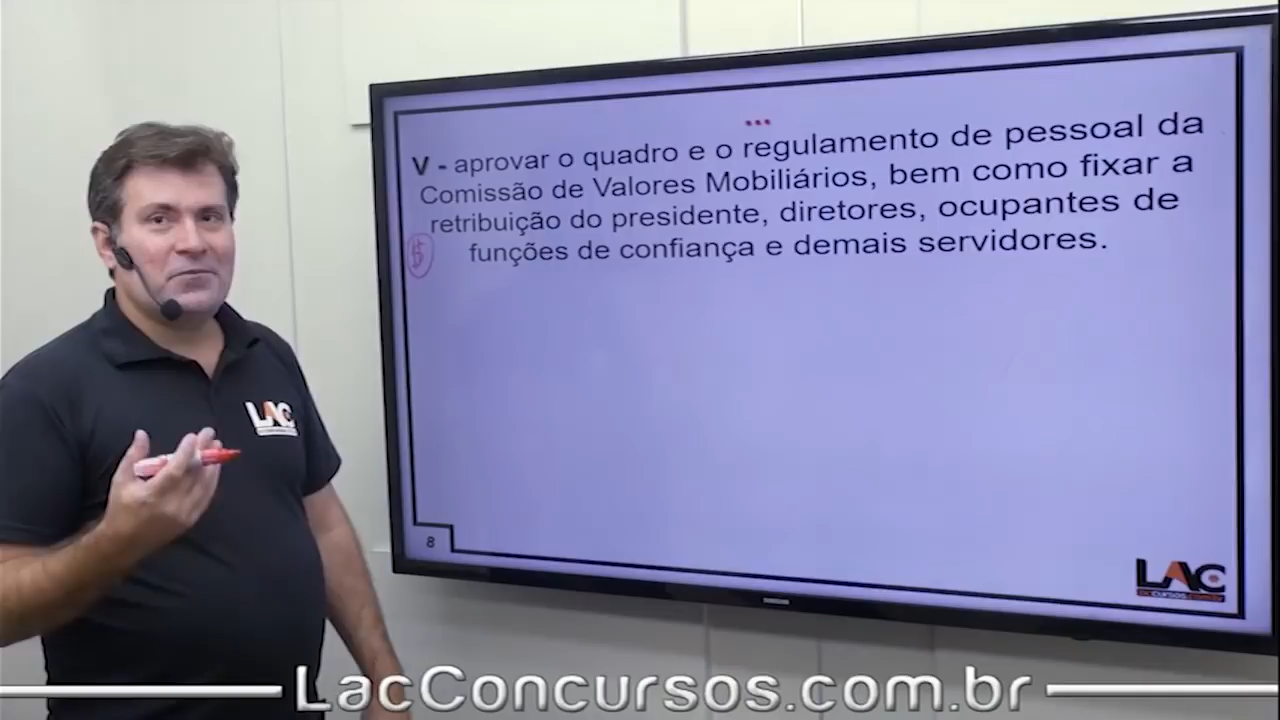 V - aprovar o quadro e o regulamento de pessoal da
Comissão de Valores Mobiliários, bem como fixar a
retribuição do presidente, diretores, ocupantes de
funções de confiança e demais servidores.
$
8
LAC
LAC
LacConcursos.com.br